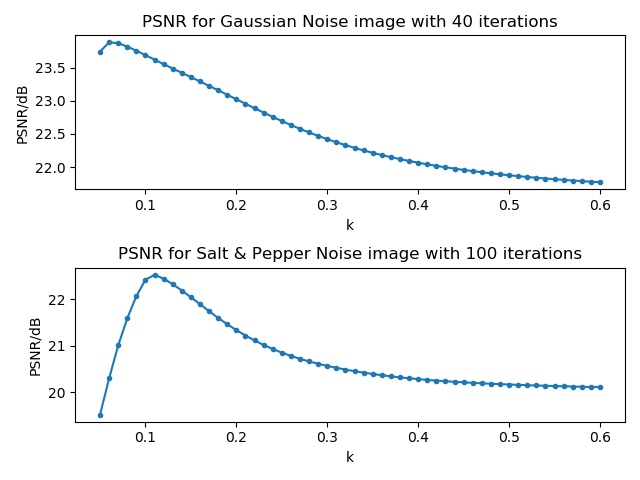 PSNR for Gaussian Noise image with 40 iterations
PSNR/dB
23.5
23.0
22.5
22.0
0.1 0.2 0.3 0.4 0.5 0.6
k
PSNR for Salt & Pepper Noise image with 100 iterations
PSNR/dB
22
21
20
0.1 0.2 0.3 0.4 0.5 0.6
k